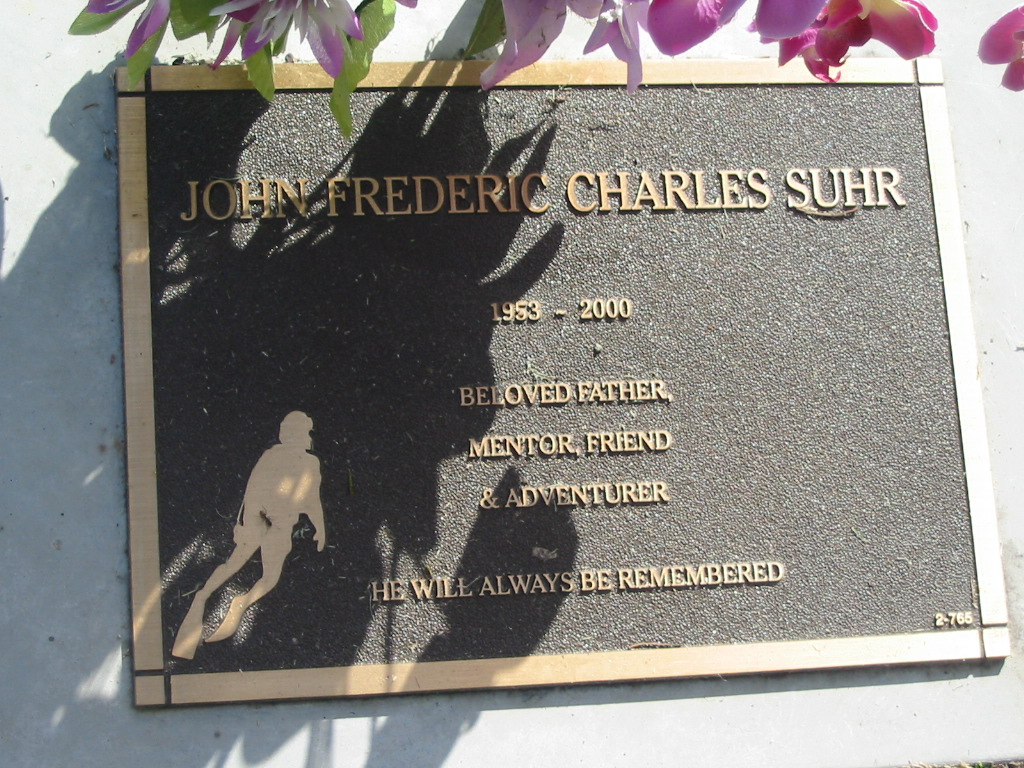 JOHN FREDERIC CHARLES SUHR
1953 - 2000
BELOVED FATHER,
MENTOR, FRIEND
& ADVENTURER
HE WILL ALWAYS BE REMEMBERED
2-765